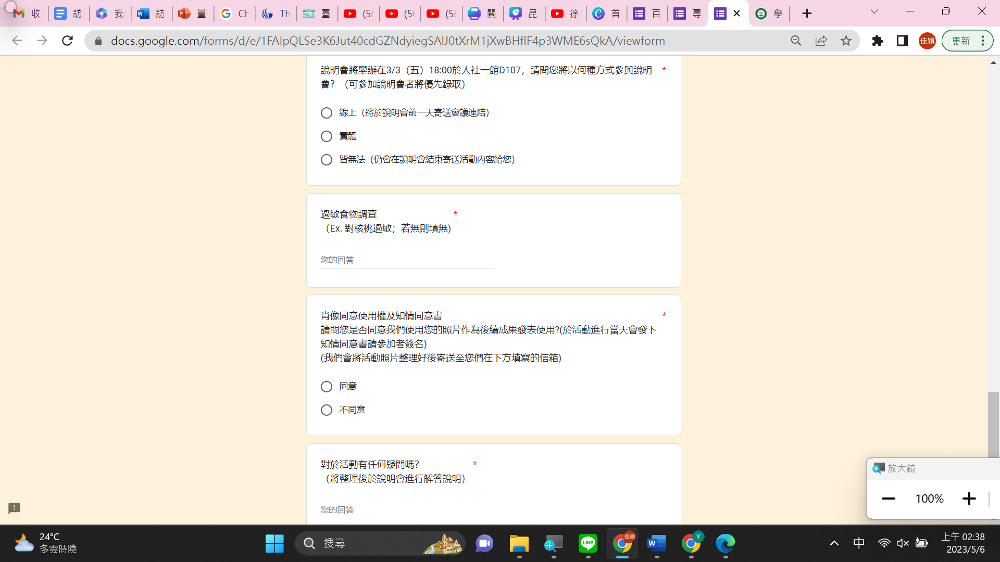 收
訪
我
訪
量
Ch
Th
臺
(5
(5
(5
關
昆
徐
首
百
專
學
docs.google.com/forms/d/e/1FAIpQLSe3K6Jut40cdGZNdyiegSAlJ0tXrM1jXwBHflF4p3WME6sQkA/viewform
佳穎
更新
說明會將舉辦在3/3（五）18:00於人社一館D107，請問您將以何種方式參與說明 *
會？（可參加說明會者將優先錄取）
線上（將於說明會前一天寄送會議連結）
實體
皆無法（仍會在說明會結束寄送活動內容給您）
過敏食物調查 *
（Ex. 對核桃過敏；若無則填無)
您的回答
肖像同意使用權及知情同意書 *
請問您是否同意我們使用您的照片作為後續成果發表使用?(於活動進行當天會發下
知情同意書請參加者簽名)
(我們會將活動照片整理好後寄送至您們在下方填寫的信箱)
同意
不同意
對於活動有任何疑問嗎？ *
（將整理後於說明會進行解答說明）
您的回答
放大鏡
100%
24°C
多雲時陰
搜尋
LINE
佳穎
W
Y
中
上午 02:38
2023/5/6